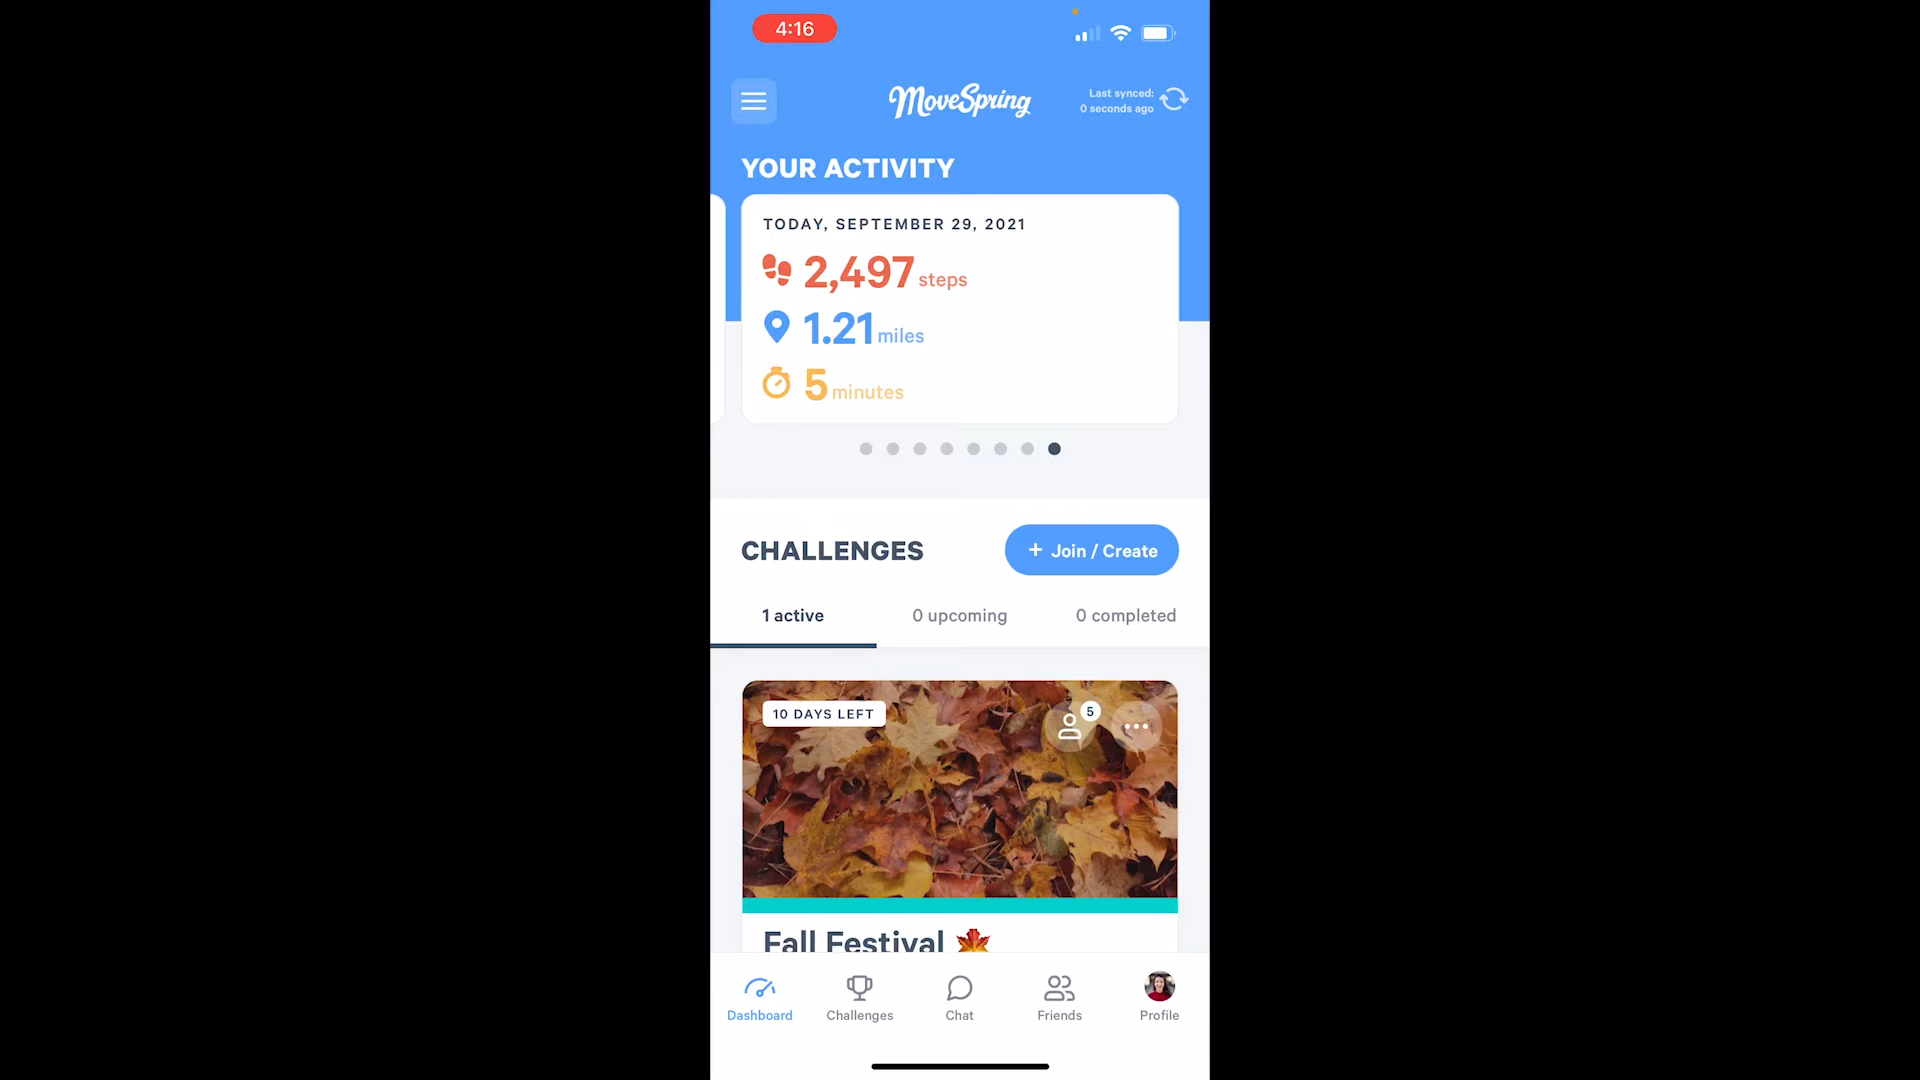 4:16
MoveSpring
Last synced:
0 seconds ago
YOUR ACTIVITY
TODAY, SEPTEMBER 29, 2021
2,497 steps
1.21 miles
5 minutes
CHALLENGES
+ Join / Create
1 active
0 upcoming
0 completed
10 DAYS LEFT
5
Fall Festival 🍁
Dashboard
Challenges
Chat
Friends
Profile